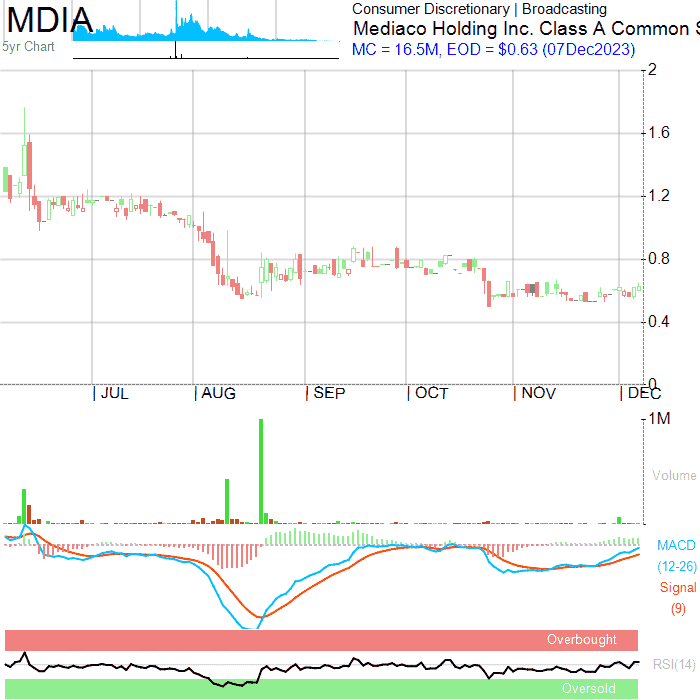 MDIA
5yr Chart
Consumer Discretionary | Broadcasting
Mediaco Holding Inc. Class A Common S
MC = 16.5M, EOD = $0.63 (07Dec2023)
2
1.6
1.2
0.8
0.4
0
| JUL | AUG | SEP | OCT | NOV | DEC
1M
Volume
MACD
(12-26)
Signal
(9)
Overbought
RSI(14)
Oversold